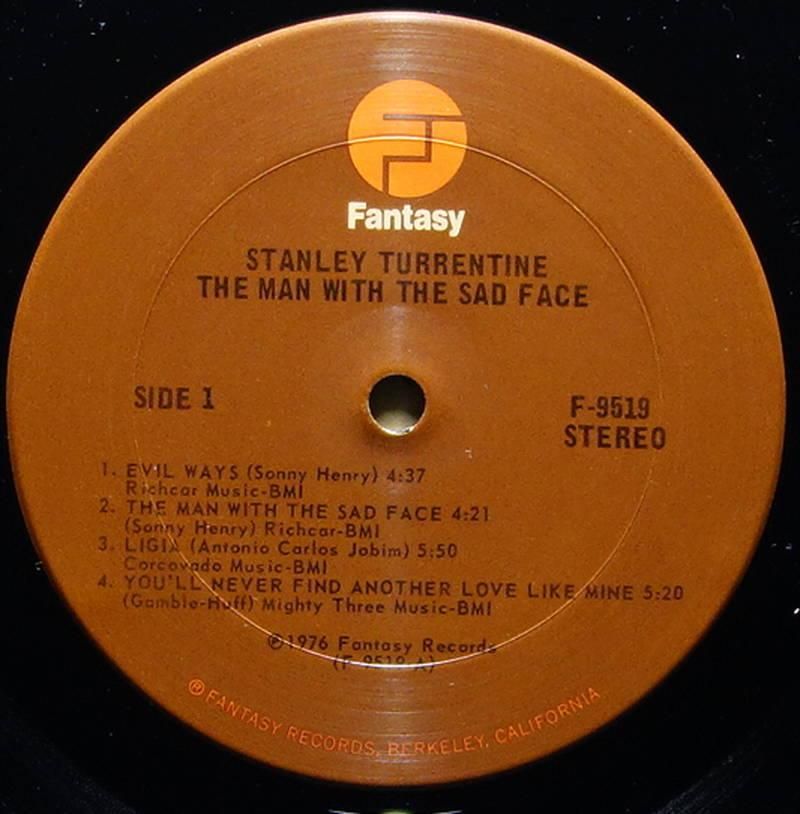 Fantasy
STANLEY TURRENTINE
THE MAN WITH THE SAD FACE
SIDE 1
F-9519
STEREO
1. EVIL WAYS (Sonny Henry) 4:37
Richcar Music-BMI
2. THE MAN WITH THE SAD FACE 4:21
(Sonny Henry) Richcar-BMI
3. LIGIA (Antonio Carlos Jobim) 5:50
Corcovado Music-BMI
4. YOU'LL NEVER FIND ANOTHER LOVE LIKE MINE 5:20
(Gamble-Huff) Mighty Three Music-BMI
℗1976 Fantasy Records
(F-9519-A)
® FANTASY RECORDS, BERKELEY, CALIFORNIA